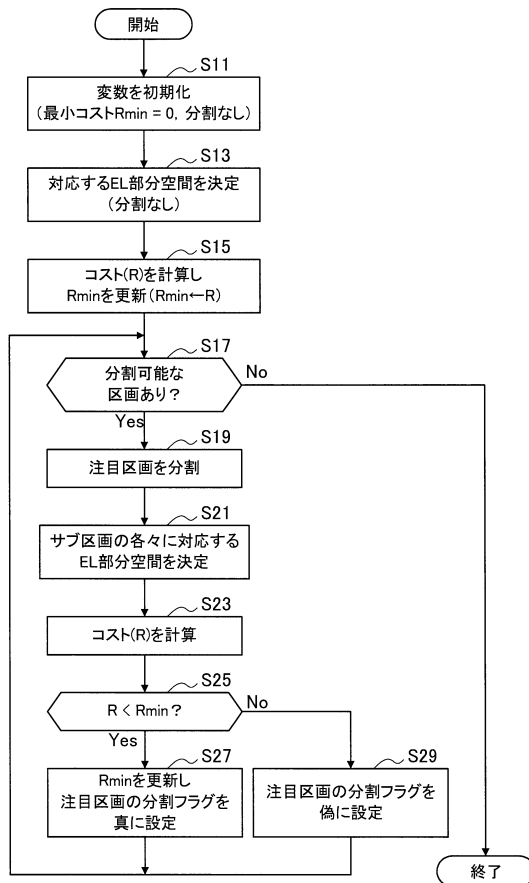 開始
S11
変数を初期化
(最小コストRmin = 0, 分割なし)
S13
対応するEL部分空間を決定
(分割なし)
S15
コスト(R)を計算し
Rminを更新(Rmin←R)
S17
分割可能な
区画あり?
No
Yes
S19
注目区画を分割
S21
サブ区画の各々に対応する
EL部分空間を決定
S23
コスト(R)を計算
S25
R < Rmin?
No
Yes
S27
Rminを更新し
注目区画の分割フラグを
真に設定
S29
注目区画の分割フラグを
偽に設定
終了